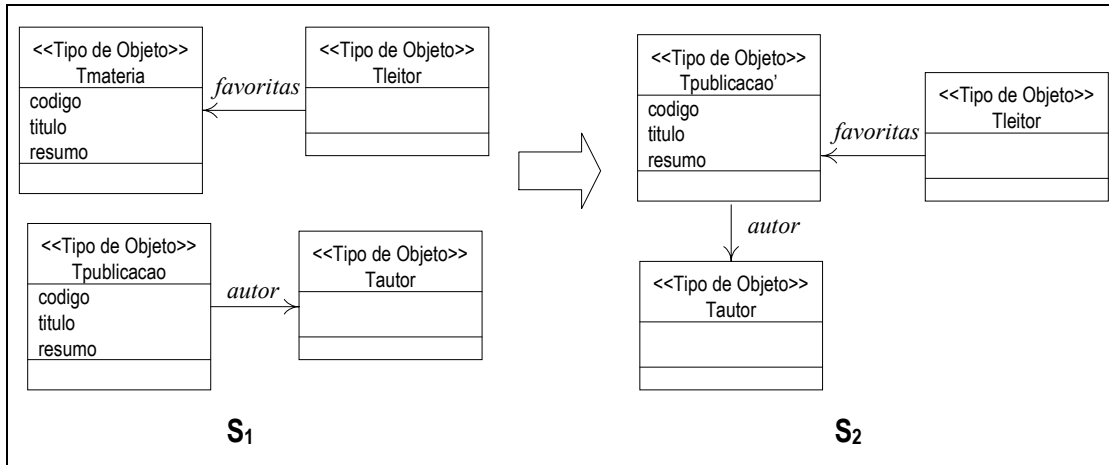 <<Tipo de Objeto>>
Tmateria
codigo
titulo
resumo
favoritas
<<Tipo de Objeto>>
Tleitor
<<Tipo de Objeto>>
Tpublicacao
codigo
titulo
resumo
autor
<<Tipo de Objeto>>
Tautor
S1
<<Tipo de Objeto>>
Tpublicacao’
codigo
titulo
resumo
favoritas
<<Tipo de Objeto>>
Tleitor
autor
<<Tipo de Objeto>>
Tautor
S2